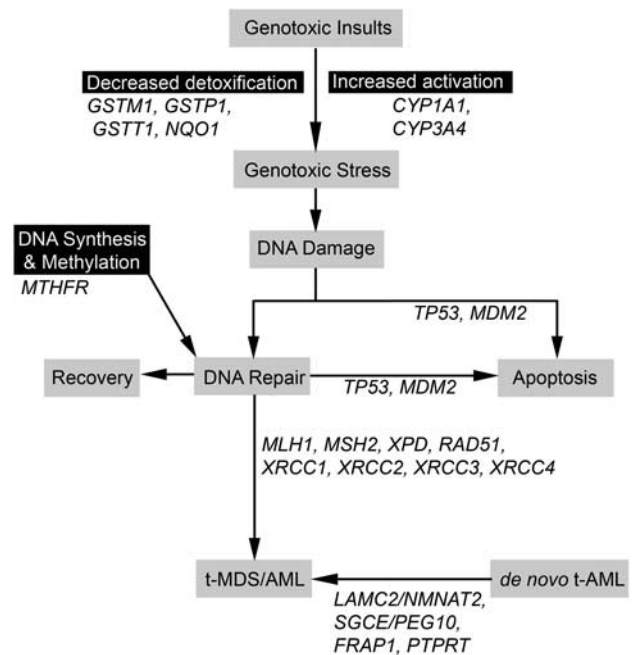 Genotoxic Insults
Decreased detoxification
GSTM1, GSTP1,
GSTT1, NQO1
Increased activation
CYP1A1,
CYP3A4
Genotoxic Stress
DNA Damage
DNA Synthesis
& Methylation
MTHFR
TP53, MDM2
Recovery
DNA Repair
TP53, MDM2
Apoptosis
MLH1, MSH2, XPD, RAD51,
XRCC1, XRCC2, XRCC3, XRCC4
t-MDS/AML
de novo t-AML
LAMC2/NMNAT2,
SGCE/PEG10,
FRAP1, PTPRT